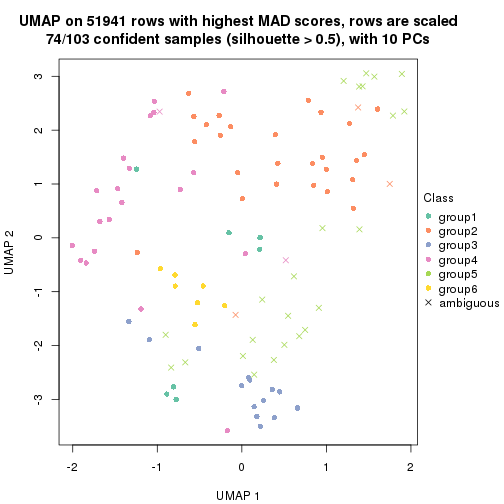 UMAP on 51941 rows with highest MAD scores, rows are scaled
74/103 confident samples (silhouette > 0.5), with 10 PCs
3
2
1
0
-1
-2
-3
UMAP 2
-2
-1
0
1
2
UMAP 1
Class
group1
group2
group3
group4
group5
group6
ambiguous